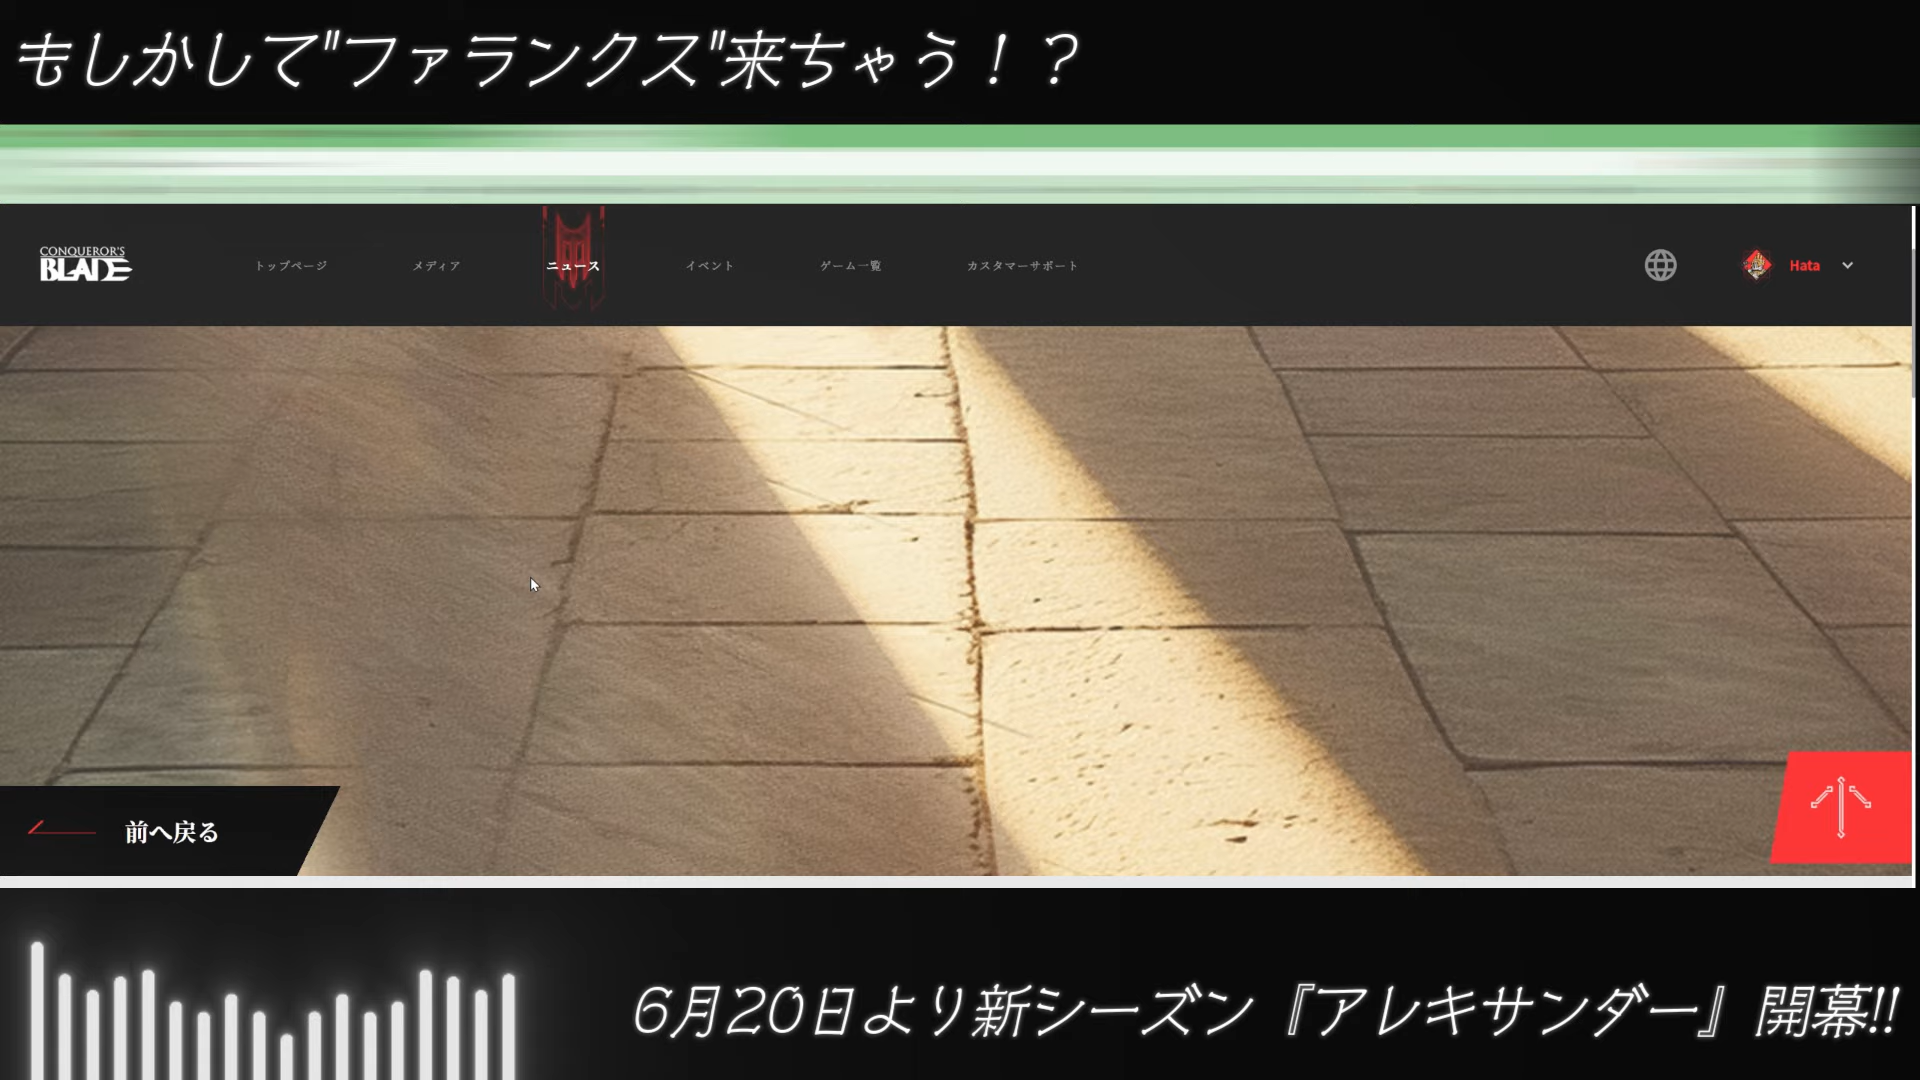 もしかして"ファランクス"来ちゃう！？
CONQUEROR'S
BLADE
トップページ
メディア
ニュース
イベント
ゲーム一覧
カスタマーサポート
Hata
前へ戻る
6月20日より新シーズン『アレキサンダー』開幕!!